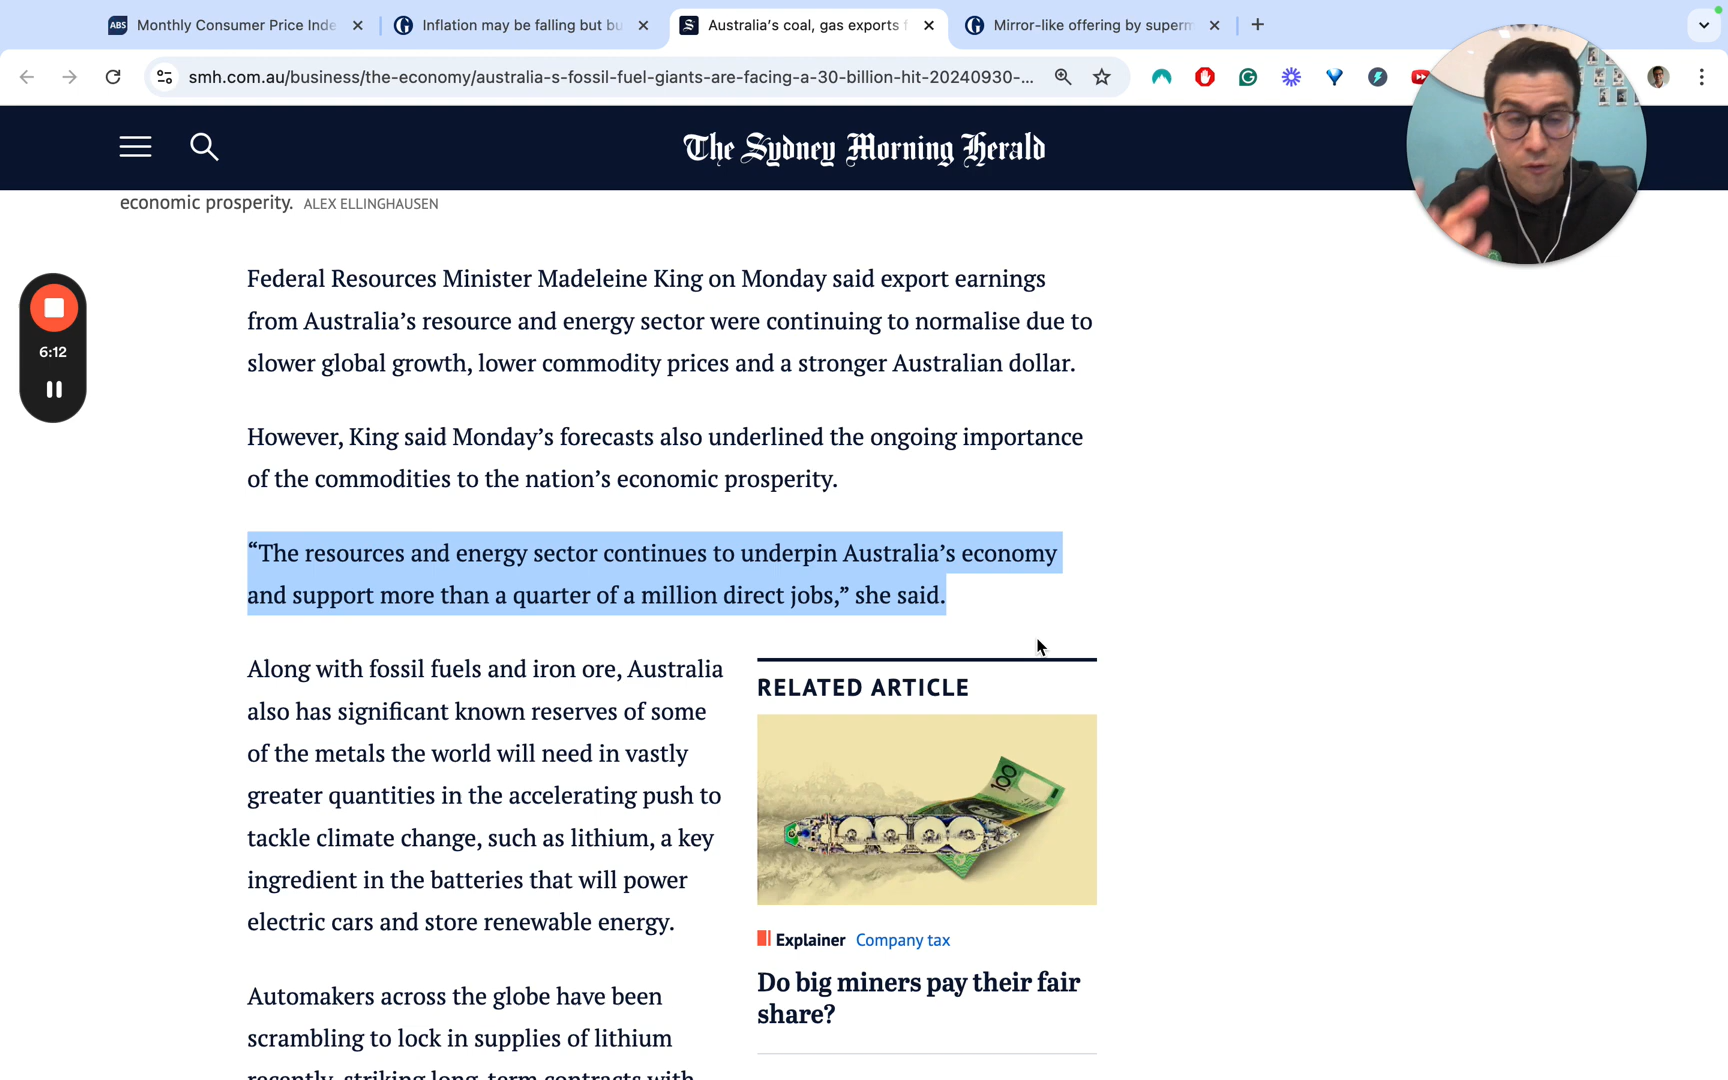 ABS Monthly Consumer Price Inde
Inflation may be falling but bu
Australia's coal, gas exports f
Mirror-like offering by superm
smh.com.au/business/the-economy/australia-s-fossil-fuel-giants-are-facing-a-30-billion-hit-20240930-...
The Sydney Morning Herald
economic prosperity. ALEX ELLINGHAUSEN
6:12
Federal Resources Minister Madeleine King on Monday said export earnings
from Australia’s resource and energy sector were continuing to normalise due to
slower global growth, lower commodity prices and a stronger Australian dollar.
However, King said Monday’s forecasts also underlined the ongoing importance
of the commodities to the nation’s economic prosperity.
“The resources and energy sector continues to underpin Australia’s economy
and support more than a quarter of a million direct jobs,” she said.
Along with fossil fuels and iron ore, Australia
also has significant known reserves of some
of the metals the world will need in vastly
greater quantities in the accelerating push to
tackle climate change, such as lithium, a key
ingredient in the batteries that will power
electric cars and store renewable energy.
Automakers across the globe have been
scrambling to lock in supplies of lithium
recently, striking long-term contracts with
RELATED ARTICLE
100
Explainer Company tax
Do big miners pay their fair
share?